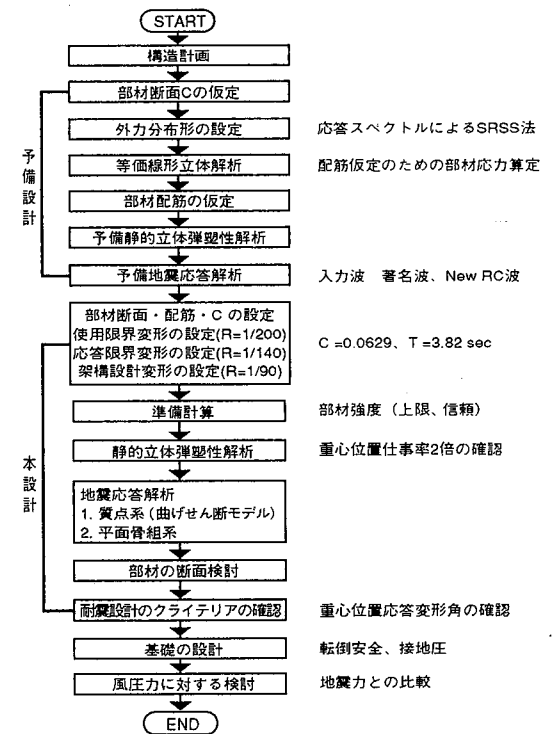 START
構造計画
部材断面Cの仮定
外力分布形の設定 応答スペクトルによるSRSS法
等価線形立体解析 配筋仮定のための部材応力算定
部材配筋の仮定
予備静的立体弾塑性解析
予備地震応答解析 入力波 著名波、New RC波
予備設計
部材断面・配筋・C の設定
使用限界変形の設定(R=1/200)
応答限界変形の設定(R=1/140)
架構設計変形の設定(R=1/90)
C =0.0629、T =3.82 sec
準備計算 部材強度（上限、信頼）
静的立体弾塑性解析 重心位置仕事率2倍の確認
地震応答解析
1. 質点系（曲げせん断モデル）
2. 平面骨組系
部材の断面検討
耐震設計のクライテリアの確認 重心位置応答変形角の確認
本設計
基礎の設計 転倒安全、接地圧
風圧力に対する検討 地震力との比較
END